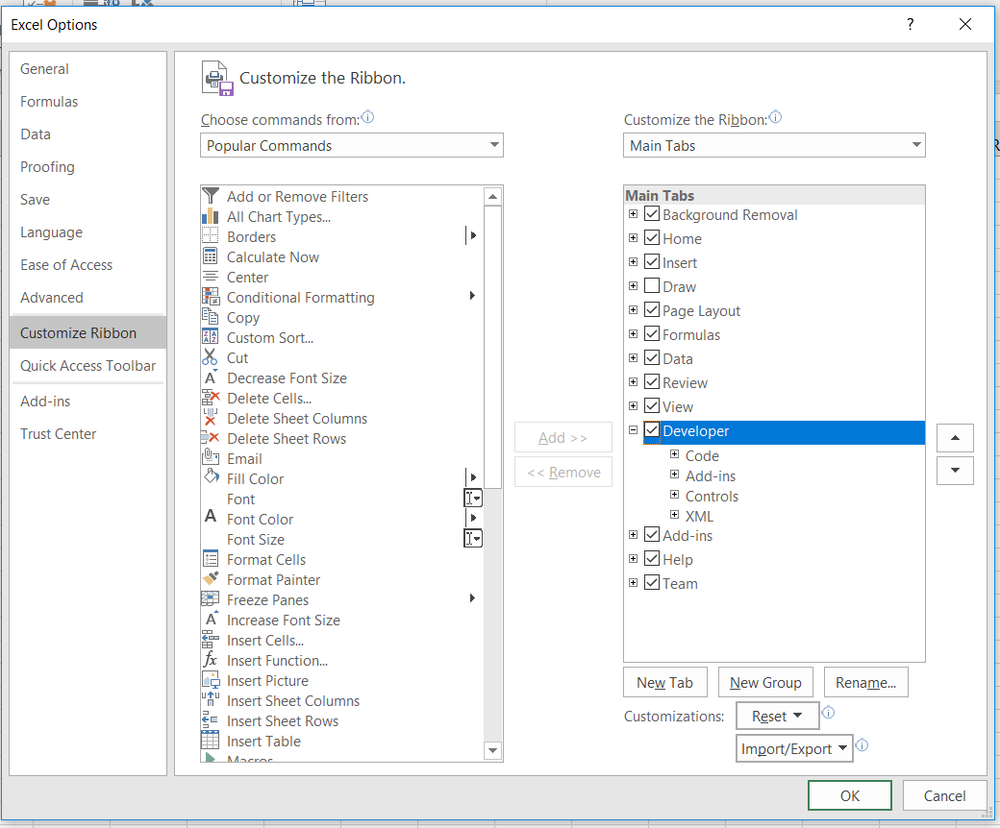 Excel Options
?
General
Formulas
Data
Proofing
Save
Language
Ease of Access
Advanced
Customize Ribbon
Quick Access Toolbar
Add-ins
Trust Center
Customize the Ribbon.
Choose commands from:
Popular Commands
Add or Remove Filters
All Chart Types...
Borders
Calculate Now
Center
Conditional Formatting
Copy
Custom Sort...
Cut
Decrease Font Size
Delete Cells...
Delete Sheet Columns
Delete Sheet Rows
Email
Fill Color
Font
Font Color
Font Size
Format Cells
Format Painter
Freeze Panes
Increase Font Size
Insert Cells...
Insert Function...
Insert Picture
Insert Sheet Columns
Insert Sheet Rows
Insert Table
Macros
Add >>
<< Remove
Customize the Ribbon:
Main Tabs
Main Tabs
Background Removal
Home
Insert
Draw
Page Layout
Formulas
Data
Review
View
Developer
Code
Add-ins
Controls
XML
Add-ins
Help
Team
New Tab
New Group
Rename...
Customizations:
Reset
Import/Export
OK
Cancel